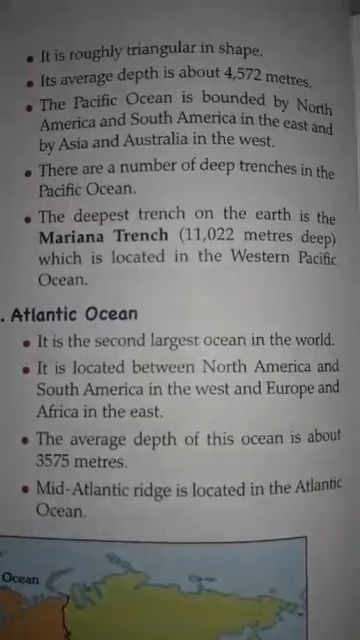 • It is roughly triangular in shape.
• Its average depth is about 4,572 metres.
• The Pacific Ocean is bounded by North
America and South America in the east and
by Asia and Australia in the west.
• There are a number of deep trenches in the
Pacific Ocean.
• The deepest trench on the earth is the
Mariana Trench (11,022 metres deep)
which is located in the Western Pacific
Ocean.
. Atlantic Ocean
• It is the second largest ocean in the world.
• It is located between North America and
South America in the west and Europe and
Africa in the east.
• The average depth of this ocean is about
3575 metres.
• Mid-Atlantic ridge is located in the Atlantic
Ocean.
Ocean